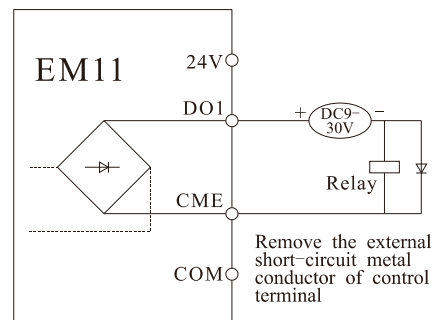 24V
EM11
DO1
+ DC9- −
30V
Relay
CME
Remove the external
short-circuit metal
conductor of control
terminal
COM